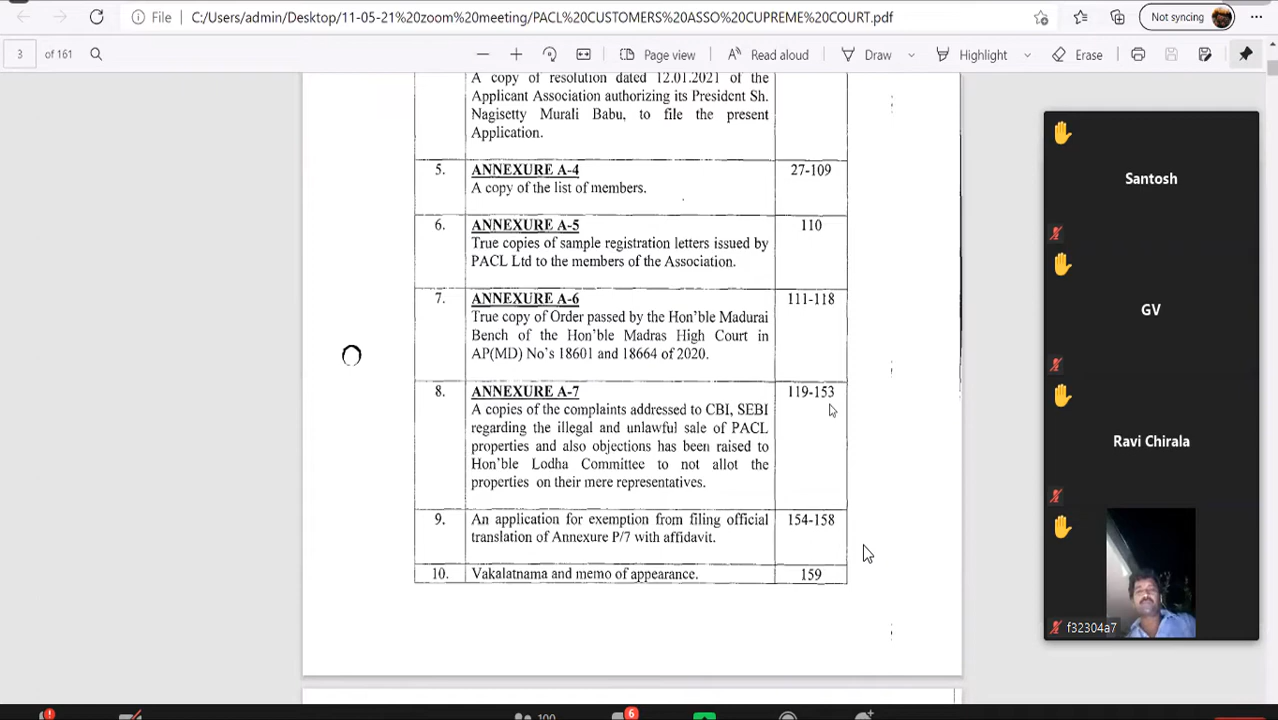 File
C:/Users/admin/Desktop/11-05-21%20zoom%20meeting/PACL%20CUSTOMERS%20ASSO%20CUPREME%20COURT.pdf
Not syncing
3 of 161
Page view
Read aloud
Draw
Highlight
Erase
A copy of resolution dated 12.01.2021 of the
Applicant Association authorizing its President Sh.
Nagisetty Murali Babu, to file the present
Application.
5. ANNEXURE A-4 27-109
A copy of the list of members.
6. ANNEXURE A-5 110
True copies of sample registration letters issued by
PACL Ltd to the members of the Association.
7. ANNEXURE A-6 111-118
True copy of Order passed by the Hon'ble Madurai
Bench of the Hon'ble Madras High Court in
AP(MD) No's 18601 and 18664 of 2020.
8. ANNEXURE A-7 119-153
A copies of the complaints addressed to CBI, SEBI
regarding the illegal and unlawful sale of PACL
properties and also objections has been raised to
Hon'ble Lodha Committee to not allot the
properties on their mere representatives.
9. An application for exemption from filing official 154-158
translation of Annexure P/7 with affidavit.
10. Vakalatnama and memo of appearance. 159
Santosh
GV
Ravi Chirala
f32304a7
6
100